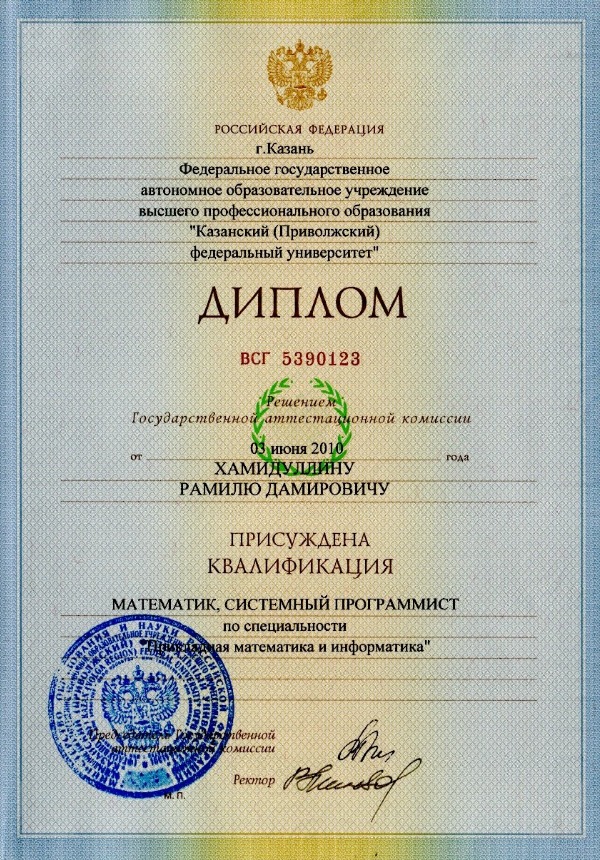 РОССИЙСКАЯ ФЕДЕРАЦИЯ
г.Казань
Федеральное государственное
автономное образовательное учреждение
высшего профессионального образования
"Казанский (Приволжский)
федеральный университет"
ДИПЛОМ
ВСГ 5390123
Решением
Государственной аттестационной комиссии
от 03 июня 2010 года
ХАМИДУЛЛИНУ
РАМИЛЮ ДАМИРОВИЧУ
ПРИСУЖДЕНА
КВАЛИФИКАЦИЯ
МАТЕМАТИК, СИСТЕМНЫЙ ПРОГРАММИСТ
по специальности
"Прикладная математика и информатика"
Председатель Государственной
аттестационной комиссии
Ректор
М. П.